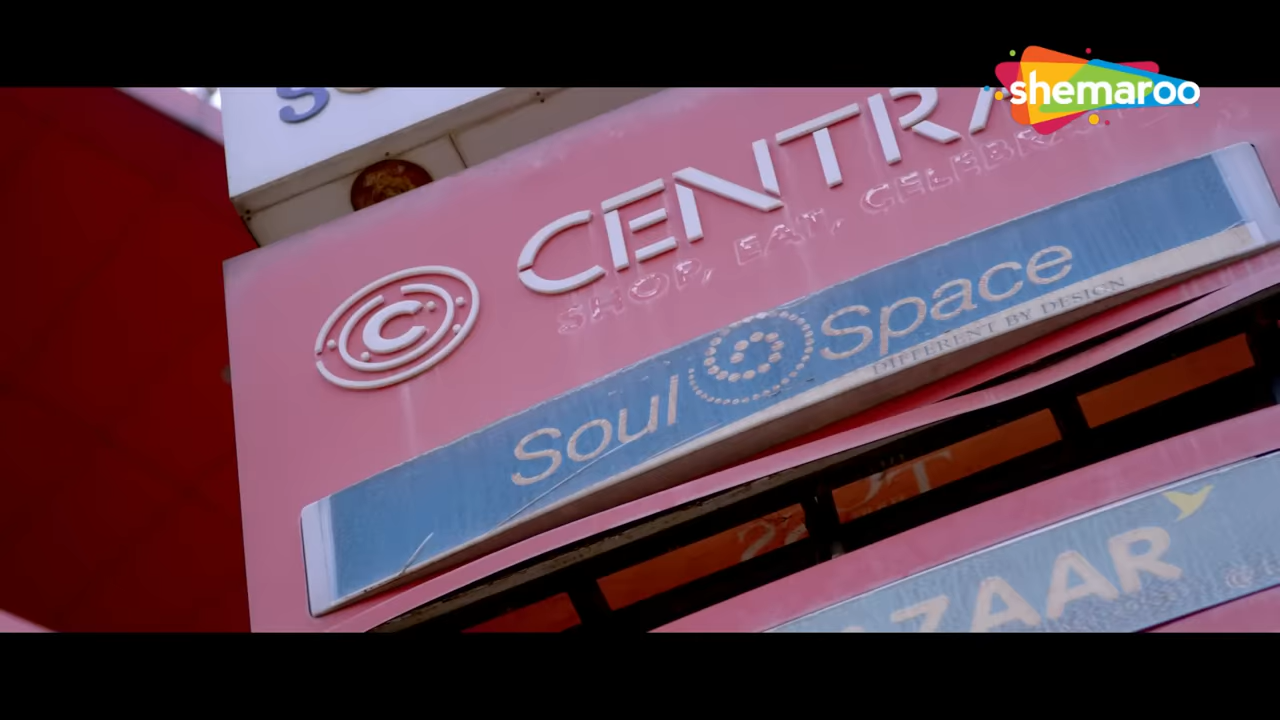 shemaroo
CENTRA
SHOP, EAT, CELEBRA
Soul Space
DIFFERENT BY DESIGN
AZAAR